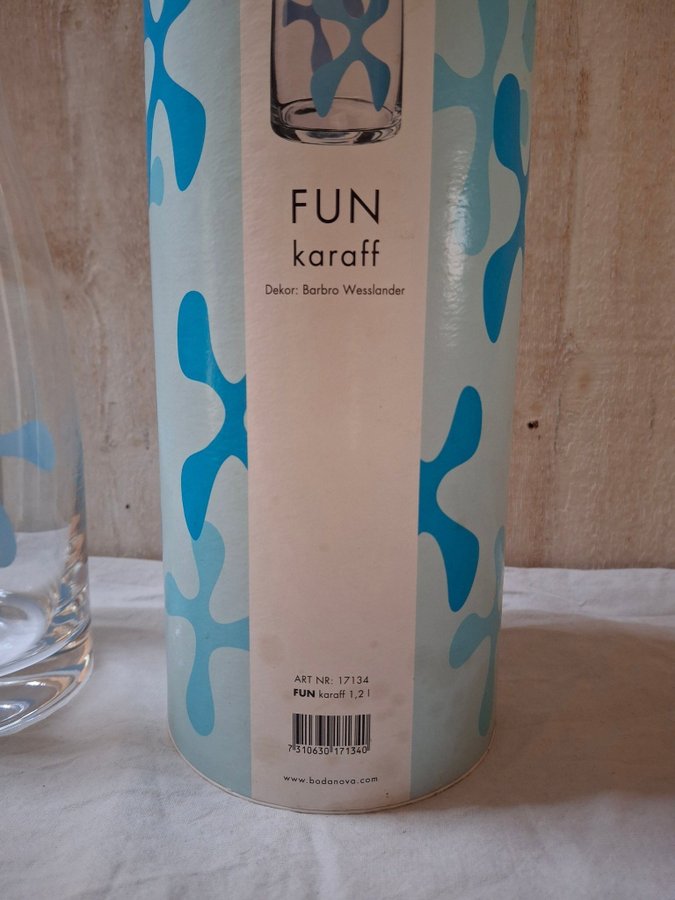 FUN
karaff
Dekor: Barbro Wesslander
ART NR: 17134
FUN karaff 1,2 l
7 310630 171340
www.bodanova.com